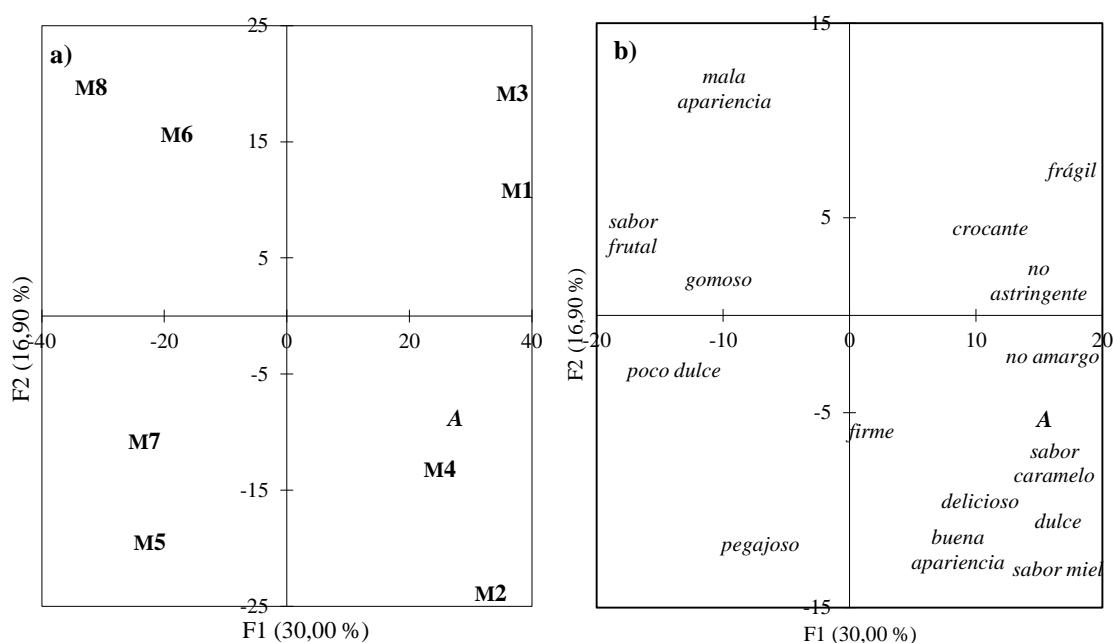 a)
25
M8
M3
M6
15
M1
5
-40
-20
0
20
40
-5
A
M7
M4
-15
M5
M2
-25
F2 (16,90 %)
F1 (30,00 %)
b)
15
mala
apariencia
frágil
sabor
frutal
5
crocante
no
astringente
gomoso
-20
-10
0
10
20
no amargo
poco dulce
-5
A
firme
sabor
caramelo
delicioso
dulce
buena
apariencia
pegajoso
sabor miel
-15
F2 (16,90 %)
F1 (30,00 %)